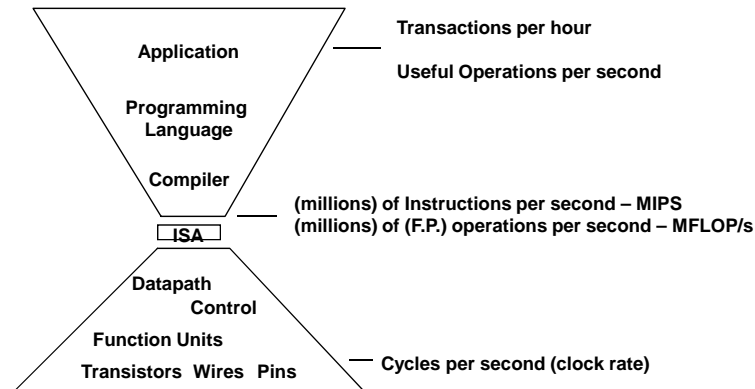 Transactions per hour
Application
Useful Operations per second
Programming
Language
Compiler
(millions) of Instructions per second – MIPS
(millions) of (F.P.) operations per second – MFLOP/s
ISA
Datapath
Control
Function Units
Transistors Wires Pins
Cycles per second (clock rate)